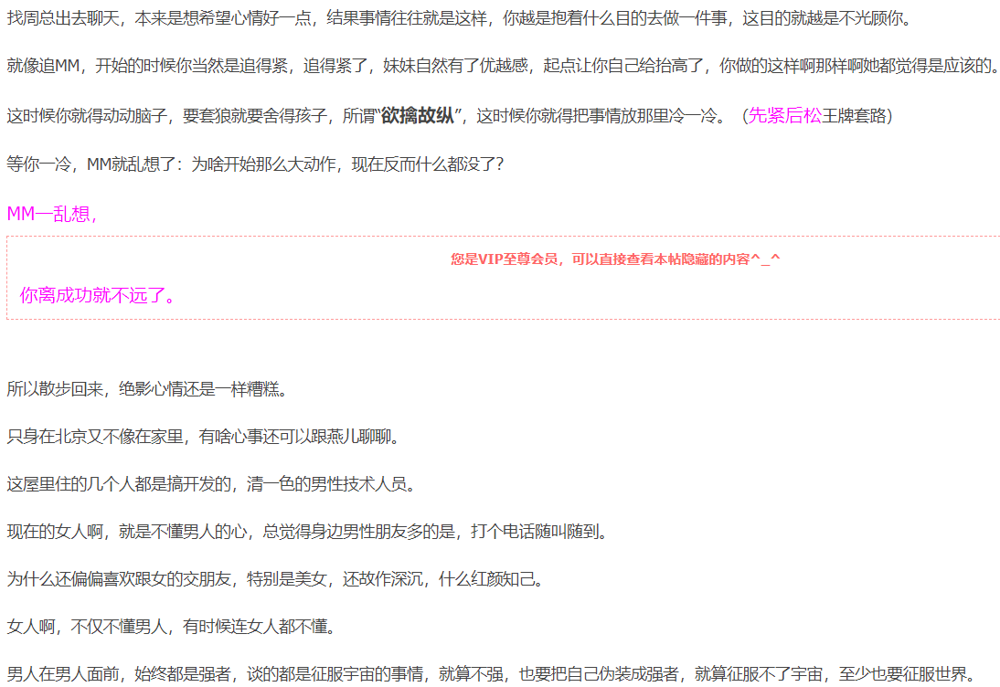 找周总出去聊天，本来是想希望心情好一点，结果事情往往就是这样，你越是抱着什么目的去做一件事，这目的就越是不光顾你。
就像追MM，开始的时候你当然是追得紧，追得紧了，妹妹自然有了优越感，起点让你自己给抬高了，你做的这样啊那样啊她都觉得是应该的。
这时候你就得动动脑子，要套狼就要舍得孩子，所谓“欲擒故纵”，这时候你就得把事情放那里冷一冷。（先紧后松王牌套路）
等你一冷，MM就乱想了：为啥开始那么大动作，现在反而什么都没了？
MM一乱想，
您是VIP至尊会员，可以直接查看本帖隐藏的内容^_^
你离成功就不远了。
所以散步回来，绝影心情还是一样糟糕。
只身在北京又不像在家里，有啥心事还可以跟燕儿聊聊。
这屋里住的几个人都是搞开发的，清一色的男性技术人员。
现在的女人啊，就是不懂男人的心，总觉得身边男性朋友多的是，打个电话随叫随到。
为什么还偏偏喜欢跟女的交朋友，特别是美女，还故作深沉，什么红颜知己。
女人啊，不仅不懂男人，有时候连女人都不懂。
男人在男人面前，始终都是强者，谈的都是征服宇宙的事情，就算不强，也要把自己伪装成强者，就算征服不了宇宙，至少也要征服世界。